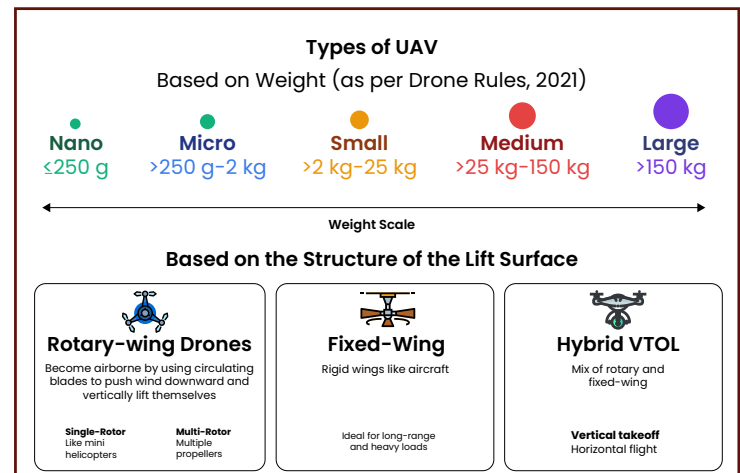 Types of UAV
Based on Weight (as per Drone Rules, 2021)
Nano
≤250 g
Micro
>250 g-2 kg
Small
>2 kg-25 kg
Medium
>25 kg-150 kg
Large
>150 kg
Weight Scale
Based on the Structure of the Lift Surface
Rotary-wing Drones
Become airborne by using circulating
blades to push wind downward and
vertically lift themselves
Single-Rotor
Like mini
helicopters
Multi-Rotor
Multiple
propellers
Fixed-Wing
Rigid wings like aircraft
Ideal for long-range
and heavy loads
Hybrid VTOL
Mix of rotary and
fixed-wing
Vertical takeoff
Horizontal flight